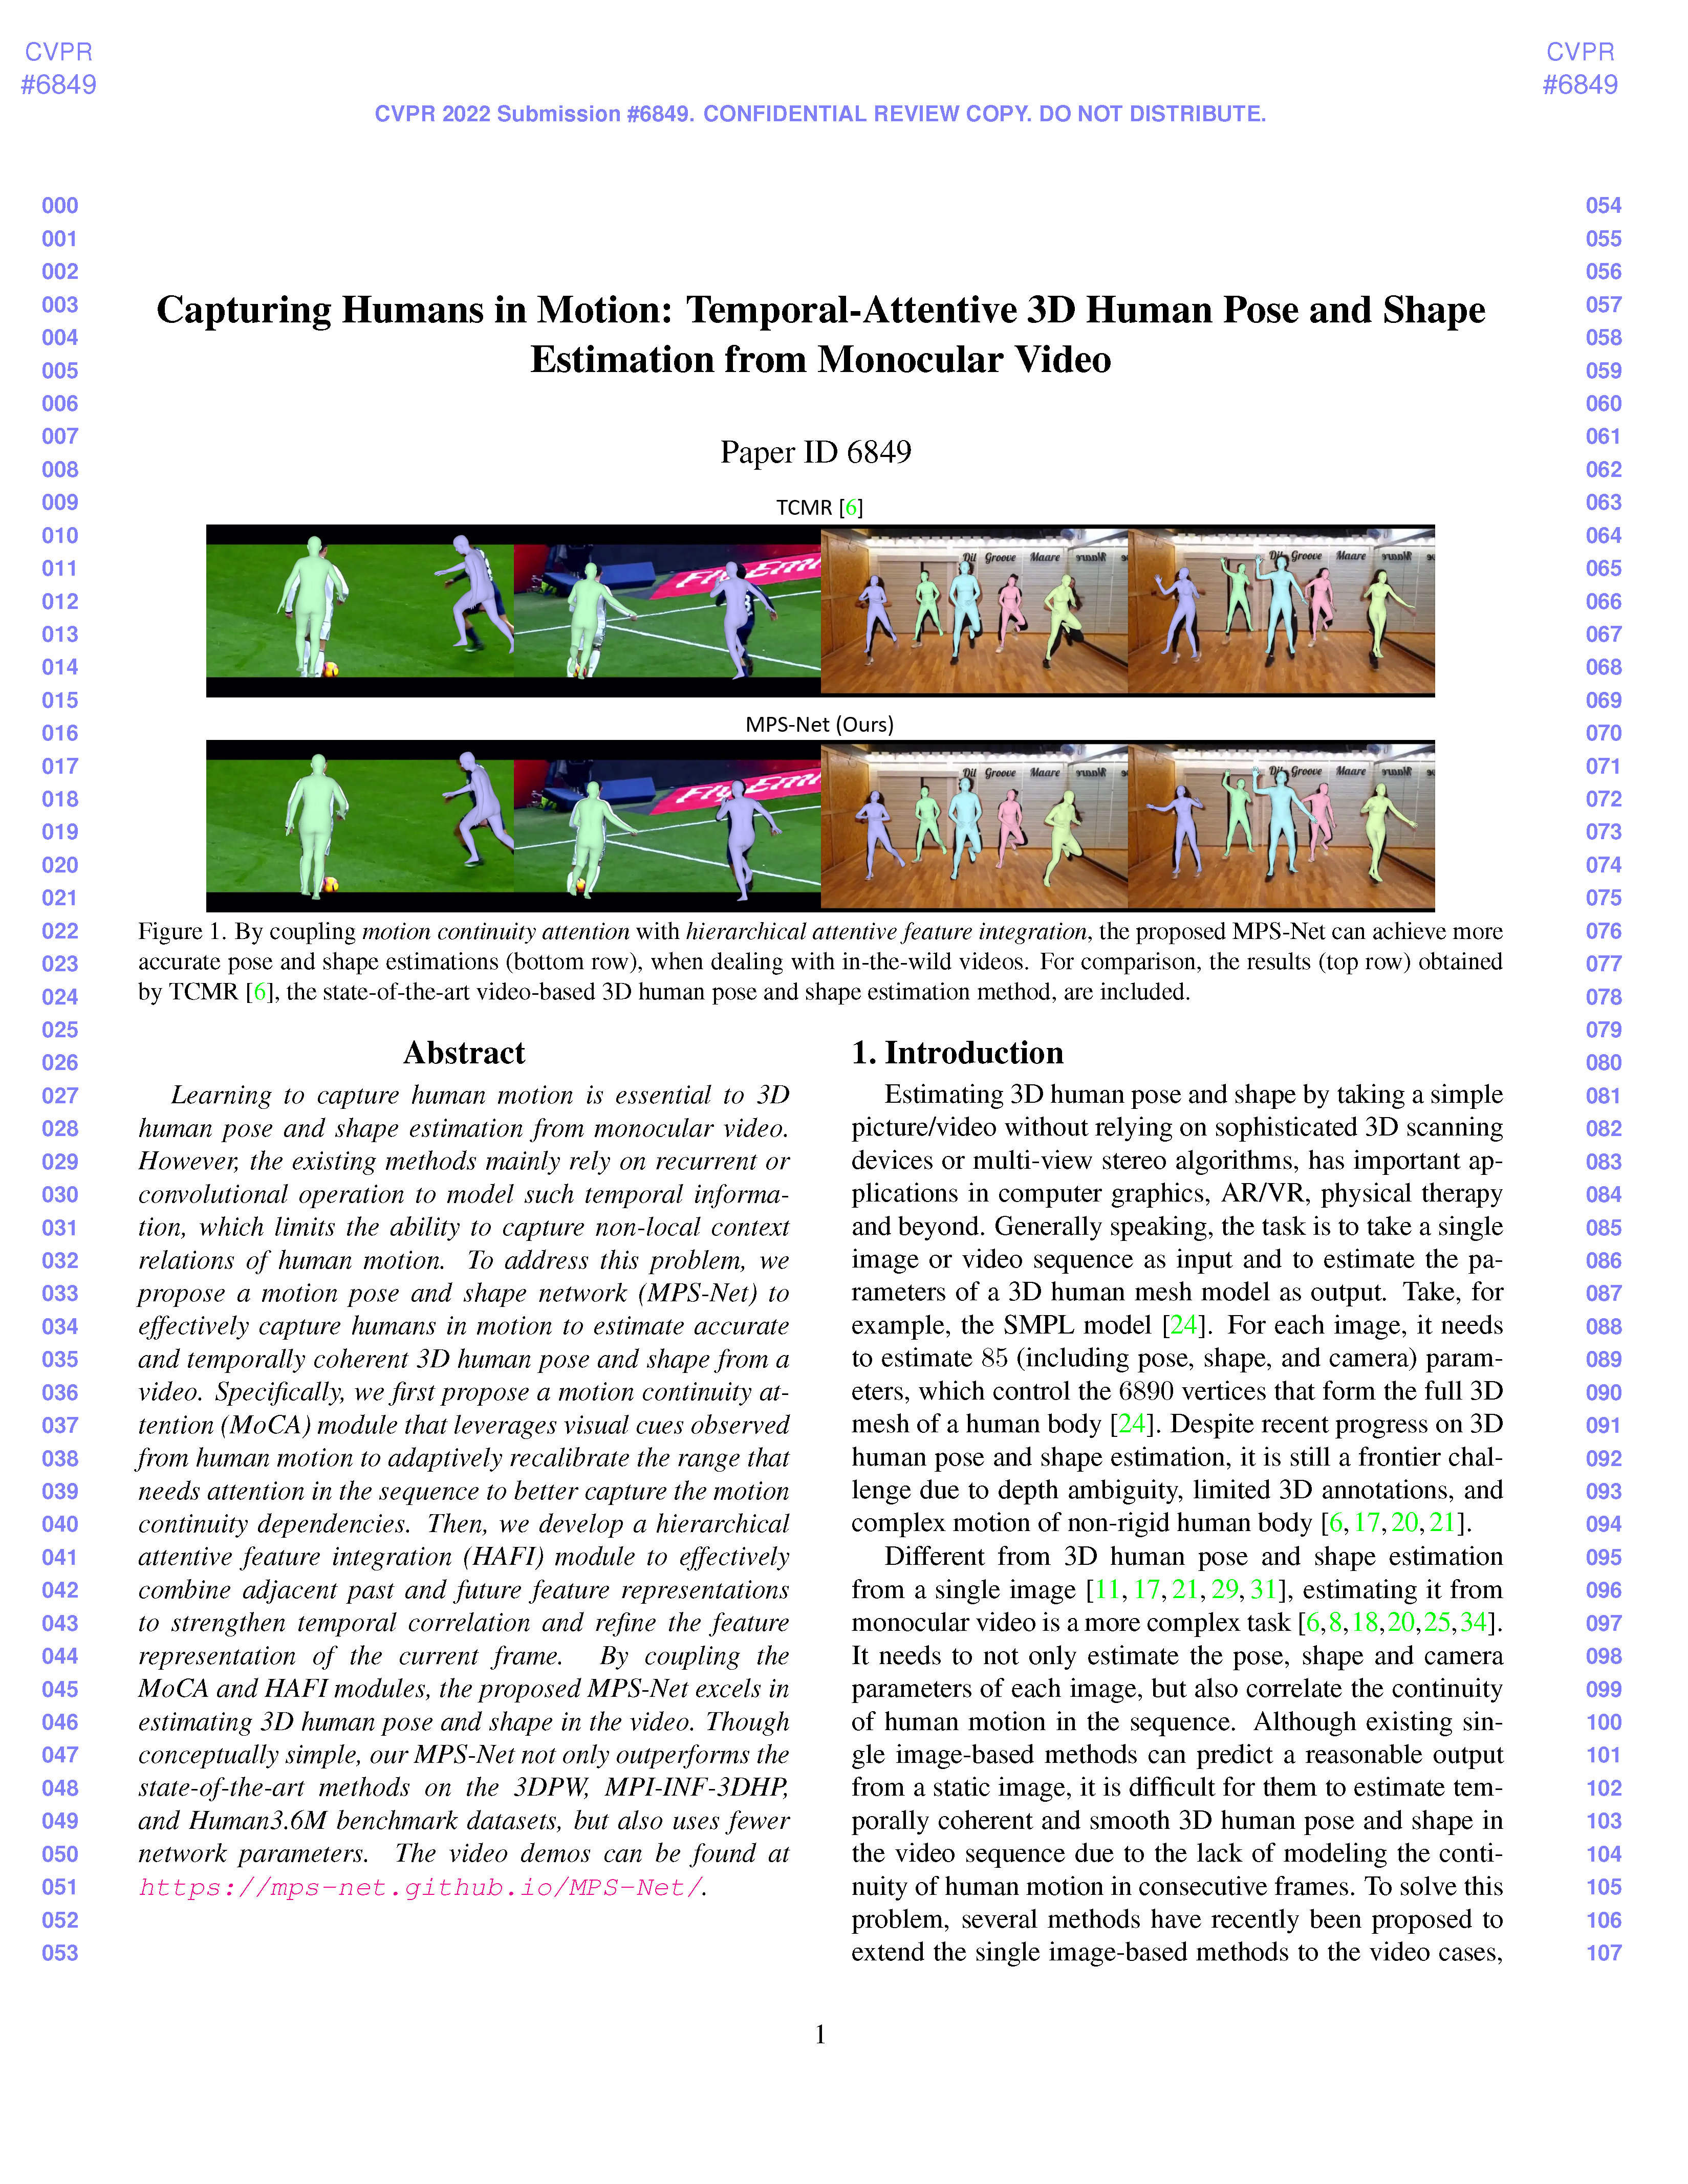 CVPR
#6849
CVPR
#6849
CVPR 2022 Submission #6849. CONFIDENTIAL REVIEW COPY. DO NOT DISTRIBUTE.
Capturing Humans in Motion: Temporal-Attentive 3D Human Pose and Shape
Estimation from Monocular Video
Paper ID 6849
TCMR [6]
Dil Groove Maare
Dil Groove Maare
MPS-Net (Ours)
Dil Groove Maare
Dil Groove Maare
Figure 1. By coupling motion continuity attention with hierarchical attentive feature integration, the proposed MPS-Net can achieve more
accurate pose and shape estimations (bottom row), when dealing with in-the-wild videos. For comparison, the results (top row) obtained
by TCMR [6], the state-of-the-art video-based 3D human pose and shape estimation method, are included.
Abstract
Learning to capture human motion is essential to 3D
human pose and shape estimation from monocular video.
However, the existing methods mainly rely on recurrent or
convolutional operation to model such temporal informa-
tion, which limits the ability to capture non-local context
relations of human motion. To address this problem, we
propose a motion pose and shape network (MPS-Net) to
effectively capture humans in motion to estimate accurate
and temporally coherent 3D human pose and shape from a
video. Specifically, we first propose a motion continuity at-
tention (MoCA) module that leverages visual cues observed
from human motion to adaptively recalibrate the range that
needs attention in the sequence to better capture the motion
continuity dependencies. Then, we develop a hierarchical
attentive feature integration (HAFI) module to effectively
combine adjacent past and future feature representations
to strengthen temporal correlation and refine the feature
representation of the current frame. By coupling the
MoCA and HAFI modules, the proposed MPS-Net excels in
estimating 3D human pose and shape in the video. Though
conceptually simple, our MPS-Net not only outperforms the
state-of-the-art methods on the 3DPW, MPI-INF-3DHP,
and Human3.6M benchmark datasets, but also uses fewer
network parameters. The video demos can be found at
https://mps-net.github.io/MPS-Net/.
1. Introduction
Estimating 3D human pose and shape by taking a simple
picture/video without relying on sophisticated 3D scanning
devices or multi-view stereo algorithms, has important ap-
plications in computer graphics, AR/VR, physical therapy
and beyond. Generally speaking, the task is to take a single
image or video sequence as input and to estimate the pa-
rameters of a 3D human mesh model as output. Take, for
example, the SMPL model [24]. For each image, it needs
to estimate 85 (including pose, shape, and camera) param-
eters, which control the 6890 vertices that form the full 3D
mesh of a human body [24]. Despite recent progress on 3D
human pose and shape estimation, it is still a frontier chal-
lenge due to depth ambiguity, limited 3D annotations, and
complex motion of non-rigid human body [6, 17, 20, 21].
Different from 3D human pose and shape estimation
from a single image [11, 17, 21, 29, 31], estimating it from
monocular video is a more complex task [6,8,18,20,25,34].
It needs to not only estimate the pose, shape and camera
parameters of each image, but also correlate the continuity
of human motion in the sequence. Although existing sin-
gle image-based methods can predict a reasonable output
from a static image, it is difficult for them to estimate tem-
porally coherent and smooth 3D human pose and shape in
the video sequence due to the lack of modeling the conti-
nuity of human motion in consecutive frames. To solve this
problem, several methods have recently been proposed to
extend the single image-based methods to the video cases,
000
001
002
003
004
005
006
007
008
009
010
011
012
013
014
015
016
017
018
019
020
021
022
023
024
025
026
027
028
029
030
031
032
033
034
035
036
037
038
039
040
041
042
043
044
045
046
047
048
049
050
051
052
053
054
055
056
057
058
059
060
061
062
063
064
065
066
067
068
069
070
071
072
073
074
075
076
077
078
079
080
081
082
083
084
085
086
087
088
089
090
091
092
093
094
095
096
097
098
099
100
101
102
103
104
105
106
107
1